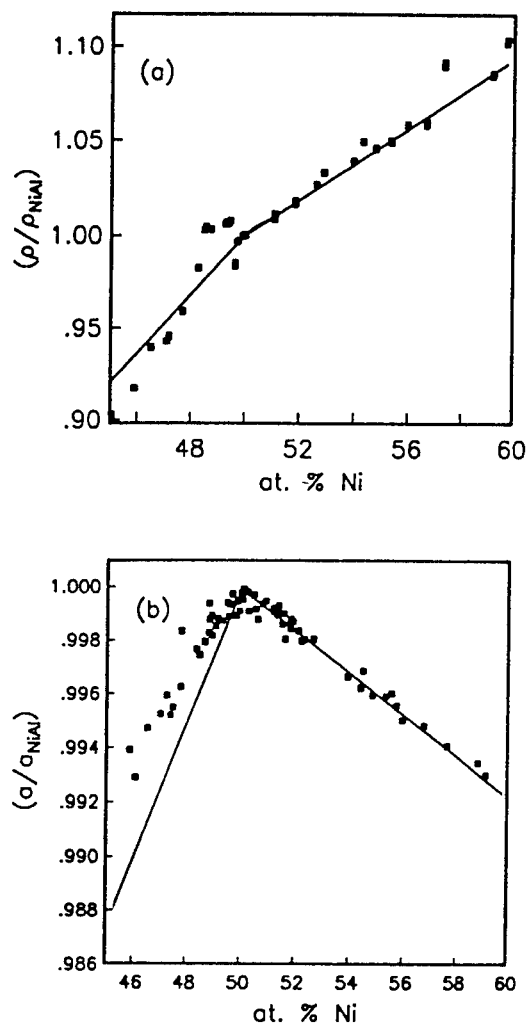 (a)
1.10
1.05
1.00
.95
.90
(ρ/ρNiAl)
48 52 56 60
at. % Ni
(b)
1.000
.998
.996
.994
.992
.990
.988
.986
(a/aNiAl)
46 48 50 52 54 56 58 60
at. % Ni